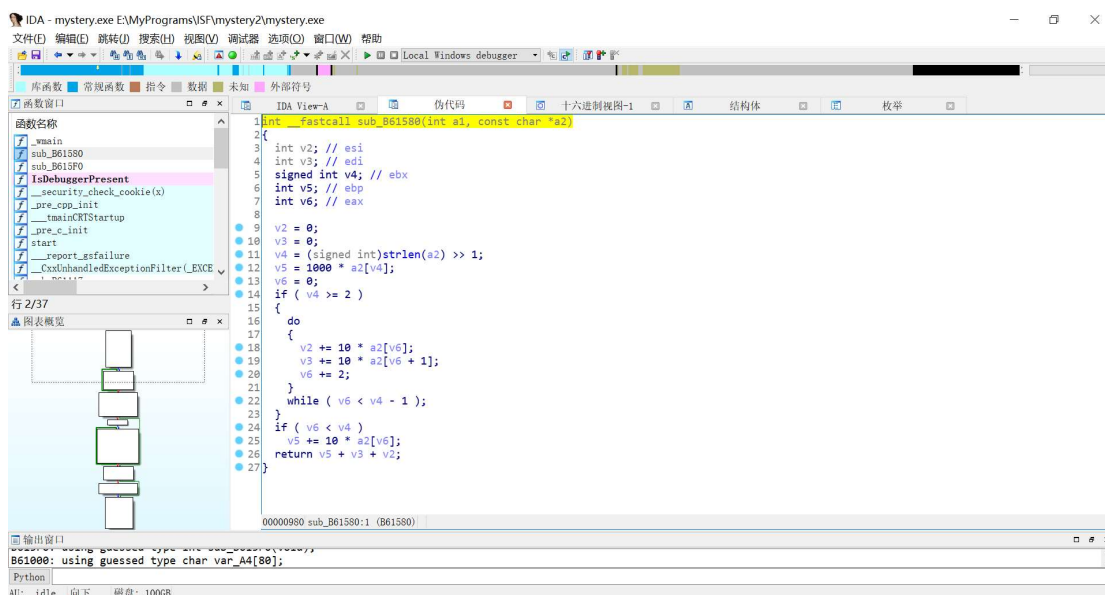 IDA - mystery.exe E:\MyPrograms\ISF\mystery2\mystery.exe
文件(F) 编辑(E) 跳转(J) 搜索(H) 视图(V) 调试器 选项(O) 窗口(W) 帮助
Local Windows debugger
库函数 常规函数 指令 数据 未知 外部符号
函数窗口
IDA View-A 伪代码 十六进制视图-1 结构体 枚举
函数名称
_wmain
sub_B61580
sub_B615F0
IsDebuggerPresent
__security_check_cookie(x)
_pre_cpp_init
___tmainCRTStartup
_pre_c_init
start
___report_gsfailure
__CxxUnhandledExceptionFilter(_EXCE
行 2/37
图表概览
1 int __fastcall sub_B61580(int a1, const char *a2)
2 {
3 int v2; // esi
4 int v3; // edi
5 signed int v4; // ebx
6 int v5; // ebp
7 int v6; // eax
8
9 v2 = 0;
10 v3 = 0;
11 v4 = (signed int)strlen(a2) >> 1;
12 v5 = 1000 * a2[v4];
13 v6 = 0;
14 if ( v4 >= 2 )
15 {
16 do
17 {
18 v2 += 10 * a2[v6];
19 v3 += 10 * a2[v6 + 1];
20 v6 += 2;
21 }
22 while ( v6 < v4 - 1 );
23 }
24 if ( v6 < v4 )
25 v5 += 10 * a2[v6];
26 return v5 + v3 + v2;
27 }
00000980 sub_B61580:1 (B61580)
输出窗口
B61000: using guessed type char var_A4[80];
Python
AU: idle 向下 磁盘: 100GB